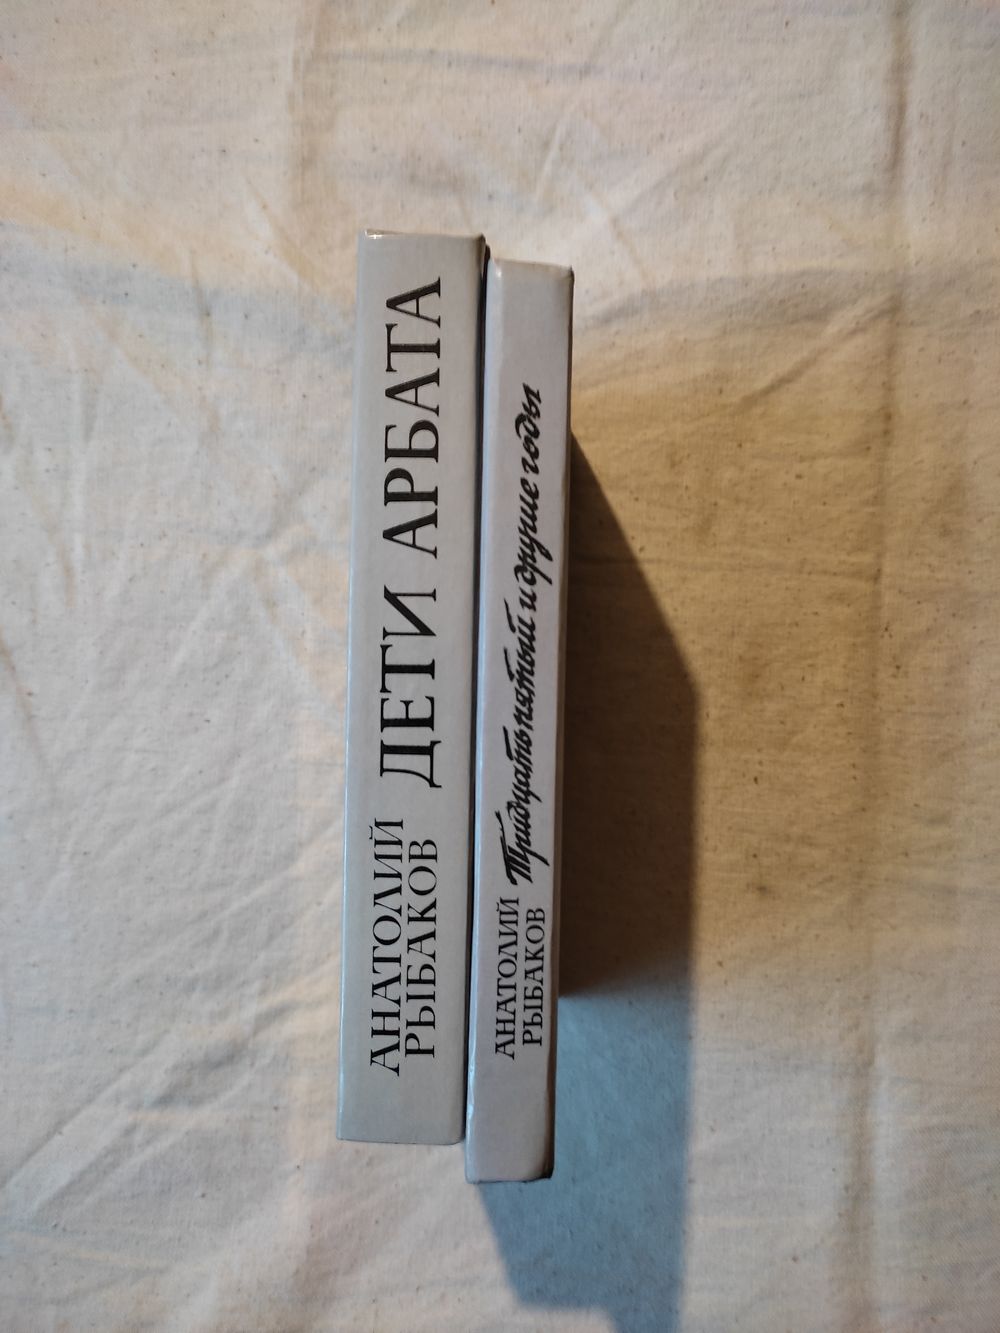 АНАТОЛИЙ
РЫБАКОВ
ДЕТИ АРБАТА
АНАТОЛИЙ
РЫБАКОВ
Тридцать пятый и другие годы